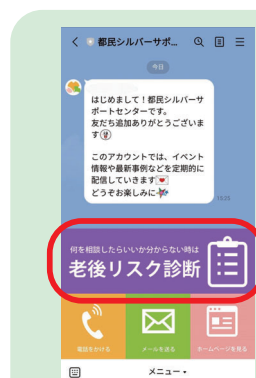 都民シルバーサポ...
今日
はじめまして！都民シルバーサ
ポートセンターです。
友だち追加ありがとうございま
す
このアカウントでは、イベント
情報や最新事例などを定期的に
配信していきます
どうぞお楽しみに
何を相談したらいいか分からない時は
老後リスク診断
電話をかける
メールを送る
ホームページを見る
メニュー